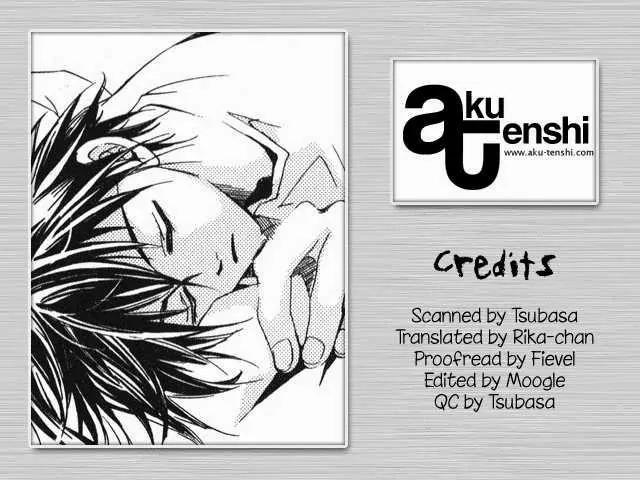 aku
tenshi
www.aku-tenshi.com
Credits
Scanned by Tsubasa
Translated by Rika-chan
Proofread by Fievel
Edited by Moogle
QC by Tsubasa